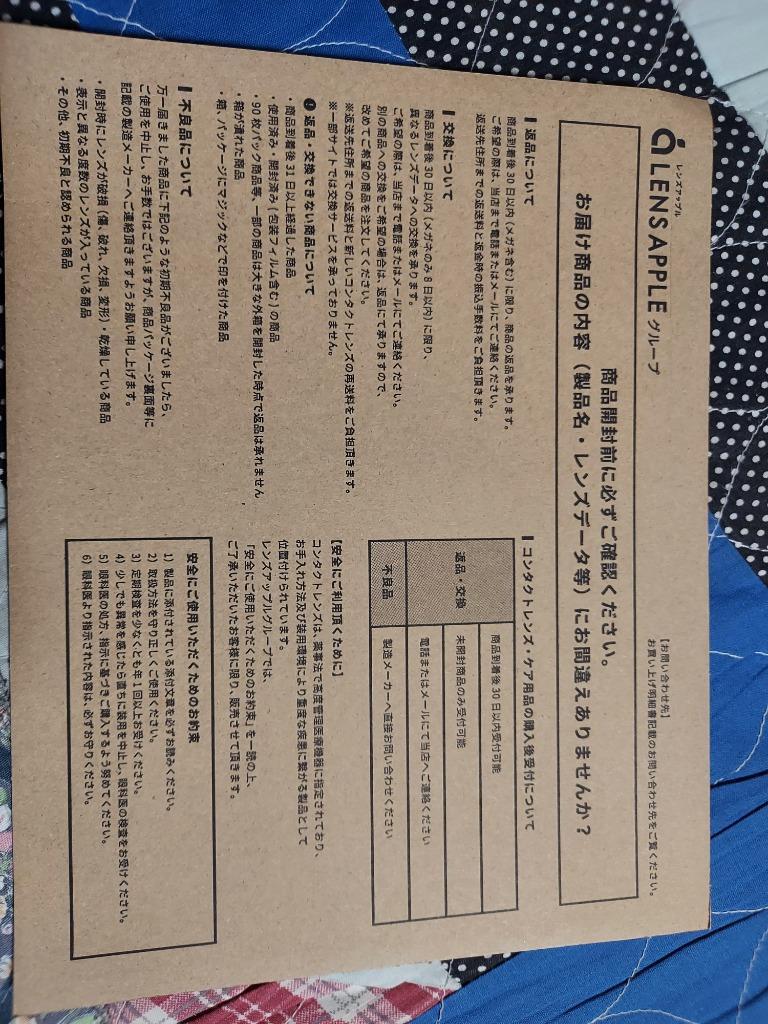 レンズアップル
LENSAPPLE グループ
【お問い合わせ先】
お買い上げ明細書記載のお問い合わせ先をご覧ください。
商品開封前に必ずご確認ください。
お届け商品の内容（製品名・レンズデータ等）にお間違えありませんか？
返品について
商品到着後 30 日以内（メガネ含む）に限り、商品の返品を承ります。
ご希望の際は、当店まで電話またはメールにてご連絡ください。
返送先住所までの返送料と返金時の振込手数料をご負担頂きます。
交換について
商品到着後 30 日以内（メガネのみ 8 日以内）に限り、
異なるレンズデータへの交換を承ります。
ご希望の際は、当店まで電話またはメールにてご連絡ください。
別の商品への交換をご希望の場合は、返品にて承りますので、
改めてご希望の商品を注文してください。
※返送先住所までの返送料と新しいコンタクトレンズの再送料をご負担頂きます。
※一部サイトでは交換サービスを承っておりません。
返品・交換できない商品について
・商品到着後 31 日以上経過した商品
・使用済み・開封済み（包装フィルム含む）の商品
・90 枚パック商品等、一部の商品は大きな外箱を開封した時点で返品は承れません
・箱が潰れた商品
・箱、パッケージにマジックなどで印を付けた商品
不良品について
万一届きました商品に下記のような初期不良品がございましたら、
ご使用を中止し、お手数ではございますが、商品パッケージ裏面等に
記載の製造メーカーへご連絡頂きますようお願い申し上げます。
・開封時にレンズが破損（傷、破れ、欠損、変形）・乾燥している商品
・表示と異なる度数のレンズが入っている商品
・その他、初期不良と認められる商品
コンタクトレンズ・ケア用品の購入後受付について
返品・交換
商品到着後 30 日以内受付可能
未開封商品のみ受付可能
電話またはメールにて当店へご連絡ください
不良品
製造メーカーへ直接お問い合わせください
【安全にご利用頂くために】
コンタクトレンズは、薬事法で高度管理医療機器に指定されており、
お手入れ方法及び装用環境により重度な疾患に繋がる製品として
位置付けられています。
レンズアップルグループでは、
「安全にご使用いただくためのお約束」を一読の上、
ご了承いただいたお客様に限り、販売させて頂きます。
安全にご使用いただくためのお約束
1）製品に添付されている添付文章を必ずお読みください。
2）取扱方法を守り正しくご使用ください。
3）定期検査を少なくとも年 1 回以上お受けください。
4）少しでも異常を感じたら直ちに装用を中止し、眼科医の検査をお受けください。
5）眼科医の処方、指示に基づきご購入するよう努めてください。
6）眼科医より指示された内容は、必ずお守りください。